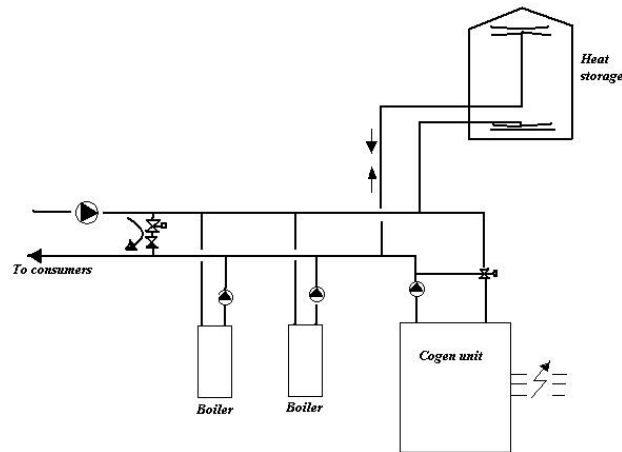 Heat
storage
To consumers
Cogen unit
Boiler
Boiler